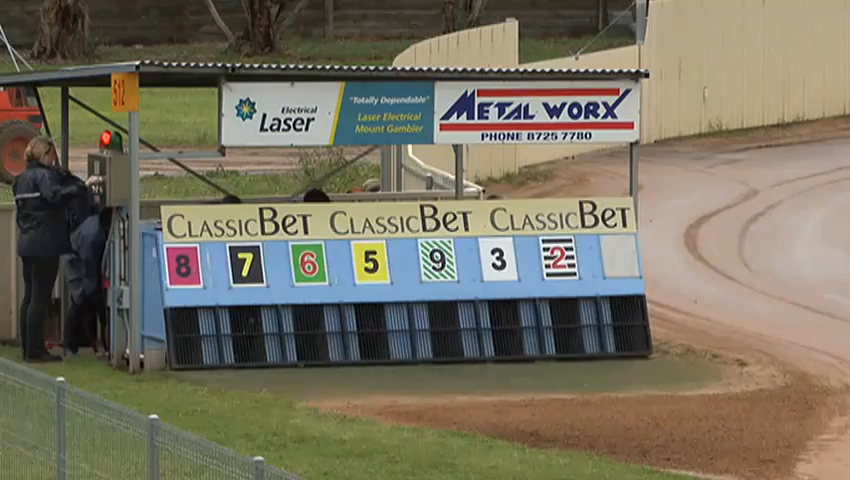 512
Electrical
Laser
"Totally Dependable"
Laser Electrical
Mount Gambier
METAL WORX
PHONE 8725 7780
CLASSICBET CLASSICBET CLASSICBET
8 7 6 5 9 3 2